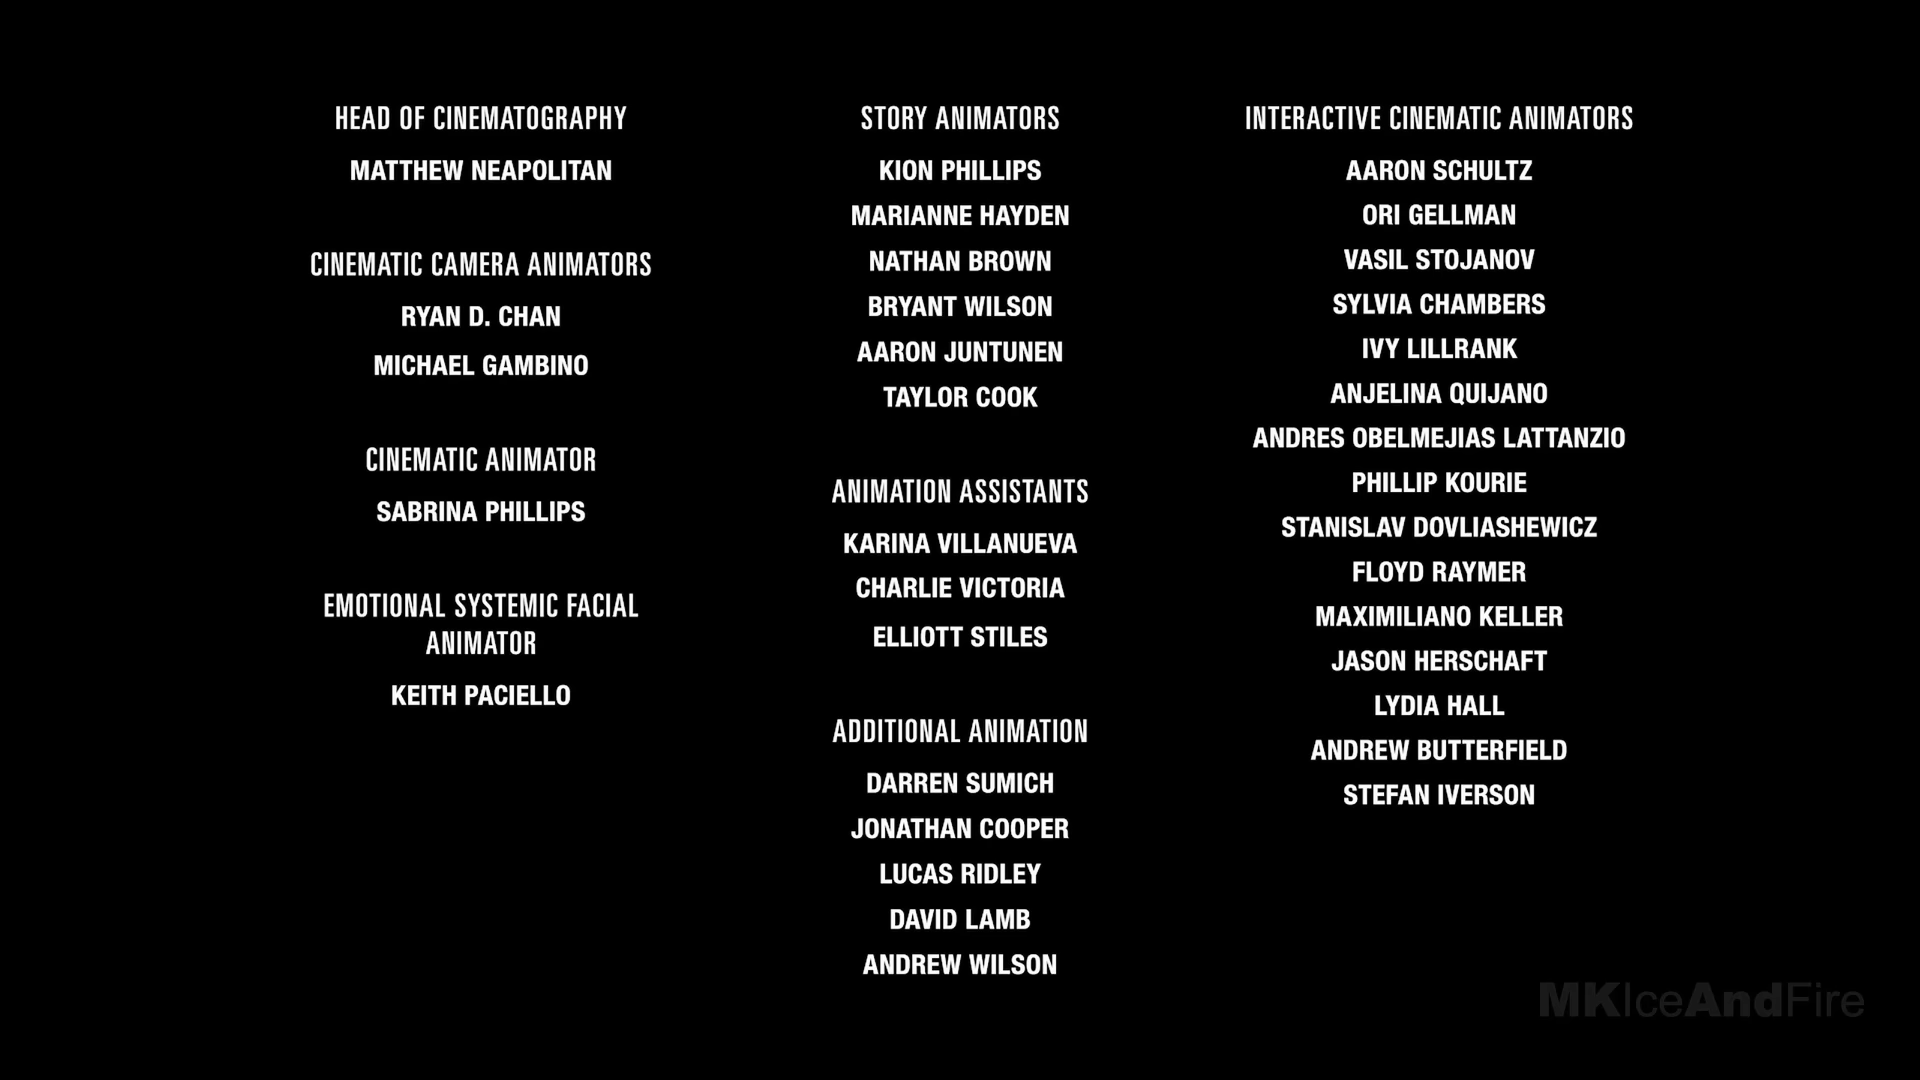 HEAD OF CINEMATOGRAPHY
MATTHEW NEAPOLITAN
CINEMATIC CAMERA ANIMATORS
RYAN D. CHAN
MICHAEL GAMBINO
CINEMATIC ANIMATOR
SABRINA PHILLIPS
EMOTIONAL SYSTEMIC FACIAL
ANIMATOR
KEITH PACIELLO
STORY ANIMATORS
KION PHILLIPS
MARIANNE HAYDEN
NATHAN BROWN
BRYANT WILSON
AARON JUNTUNEN
TAYLOR COOK
ANIMATION ASSISTANTS
KARINA VILLANUEVA
CHARLIE VICTORIA
ELLIOTT STILES
ADDITIONAL ANIMATION
DARREN SUMICH
JONATHAN COOPER
LUCAS RIDLEY
DAVID LAMB
ANDREW WILSON
INTERACTIVE CINEMATIC ANIMATORS
AARON SCHULTZ
ORI GELLMAN
VASIL STOJANOV
SYLVIA CHAMBERS
IVY LILLRANK
ANJELINA QUIJANO
ANDRES OBELMEJIAS LATTANZIO
PHILLIP KOURIE
STANISLAV DOVLIASHEWICZ
FLOYD RAYMER
MAXIMILIANO KELLER
JASON HERSCHAFT
LYDIA HALL
ANDREW BUTTERFIELD
STEFAN IVERSON
MKIceAndFire